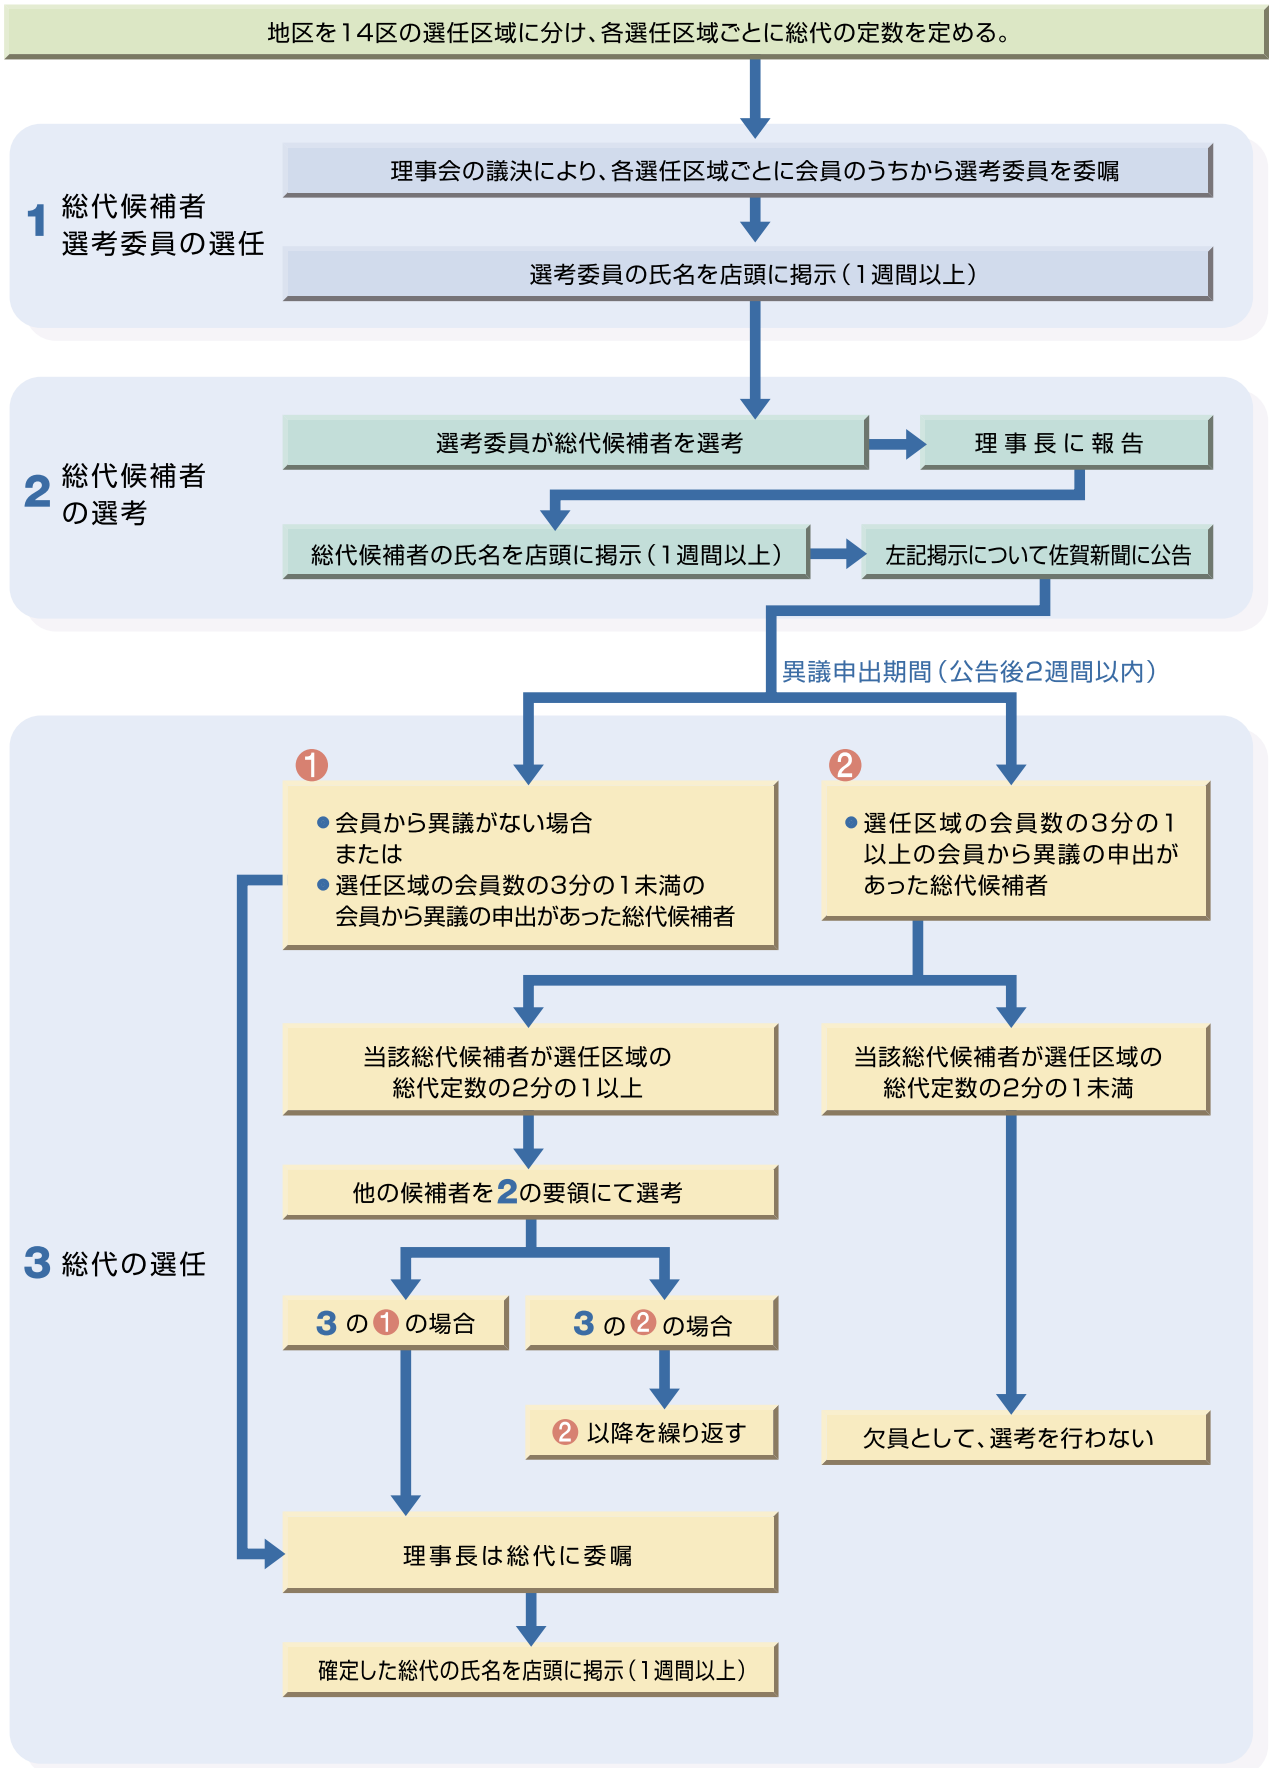 地区を14区の選任区域に分け、各選任区域ごとに総代の定数を定める。
1 総代候補者
選考委員の選任
理事会の議決により、各選任区域ごとに会員のうちから選考委員を委嘱
選考委員の氏名を店頭に掲示（1週間以上）
2 総代候補者
の選考
選考委員が総代候補者を選考
理事長に報告
総代候補者の氏名を店頭に掲示（1週間以上）
左記掲示について佐賀新聞に公告
異議申出期間（公告後2週間以内）
3 総代の選任
❶
● 会員から異議がない場合
または
● 選任区域の会員数の3分の1未満の
会員から異議の申出があった総代候補者
❷
● 選任区域の会員数の3分の1
以上の会員から異議の申出が
あった総代候補者
当該総代候補者が選任区域の
総代定数の2分の1以上
当該総代候補者が選任区域の
総代定数の2分の1未満
他の候補者を2の要領にて選考
3 の❶の場合
3 の❷の場合
❷ 以降を繰り返す
欠員として、選考を行わない
理事長は総代に委嘱
確定した総代の氏名を店頭に掲示（1週間以上）